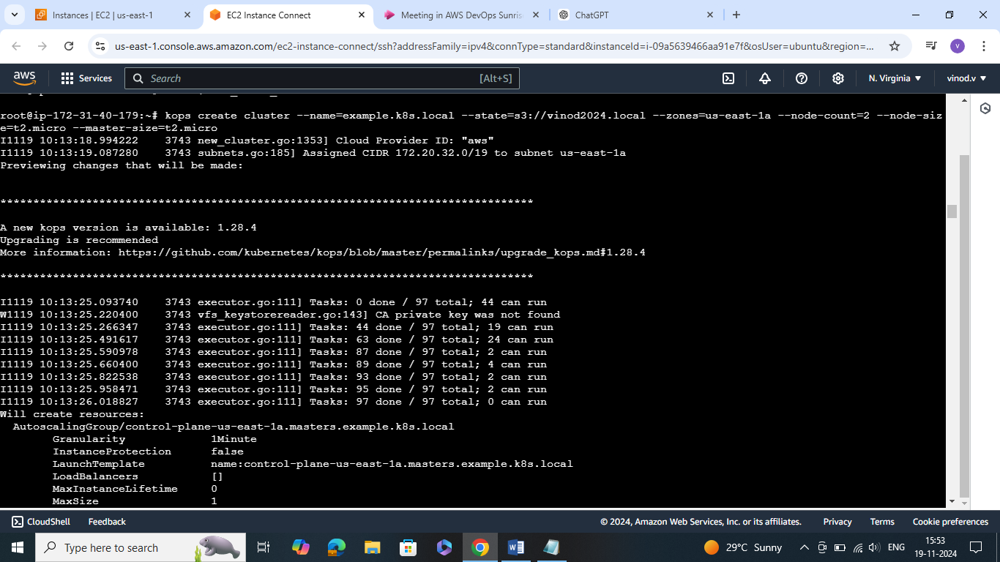 Instances | EC2 | us-east-1
EC2 Instance Connect
Meeting in AWS DevOps Sunris
ChatGPT
us-east-1.console.aws.amazon.com/ec2-instance-connect/ssh?addressFamily=ipv4&connType=standard&instanceId=i-09a5639466aa91e7f&osUser=ubuntu&region=...
V
aws
Services
Search
[Alt+S]
N. Virginia
vinod.v
root@ip-172-31-40-179:~# kops create cluster --name=example.k8s.local --state=s3://vinod2024.local --zones=us-east-1a --node-count=2 --node-siz
e=t2.micro --master-size=t2.micro
I1119 10:13:18.994222    3743 new_cluster.go:1353] Cloud Provider ID: "aws"
I1119 10:13:19.087280    3743 subnets.go:185] Assigned CIDR 172.20.32.0/19 to subnet us-east-1a
Previewing changes that will be made:
*********************************************************************************
A new kops version is available: 1.28.4
Upgrading is recommended
More information: https://github.com/kubernetes/kops/blob/master/permalinks/upgrade_kops.md#1.28.4
*********************************************************************************
I1119 10:13:25.093740    3743 executor.go:111] Tasks: 0 done / 97 total; 44 can run
W1119 10:13:25.220400    3743 vfs_keystorereader.go:143] CA private key was not found
I1119 10:13:25.266347    3743 executor.go:111] Tasks: 44 done / 97 total; 19 can run
I1119 10:13:25.491617    3743 executor.go:111] Tasks: 63 done / 97 total; 24 can run
I1119 10:13:25.590978    3743 executor.go:111] Tasks: 87 done / 97 total; 2 can run
I1119 10:13:25.660400    3743 executor.go:111] Tasks: 89 done / 97 total; 4 can run
I1119 10:13:25.822538    3743 executor.go:111] Tasks: 93 done / 97 total; 2 can run
I1119 10:13:25.958471    3743 executor.go:111] Tasks: 95 done / 97 total; 2 can run
I1119 10:13:26.018827    3743 executor.go:111] Tasks: 97 done / 97 total; 0 can run
Will create resources:
  AutoscalingGroup/control-plane-us-east-1a.masters.example.k8s.local
        Granularity             1Minute
        InstanceProtection      false
        LaunchTemplate          name:control-plane-us-east-1a.masters.example.k8s.local
        LoadBalancers           []
        MaxInstanceLifetime     0
        MaxSize                 1
CloudShell
Feedback
© 2024, Amazon Web Services, Inc. or its affiliates.
Privacy
Terms
Cookie preferences
Type here to search
29°C Sunny
ENG
15:53
19-11-2024